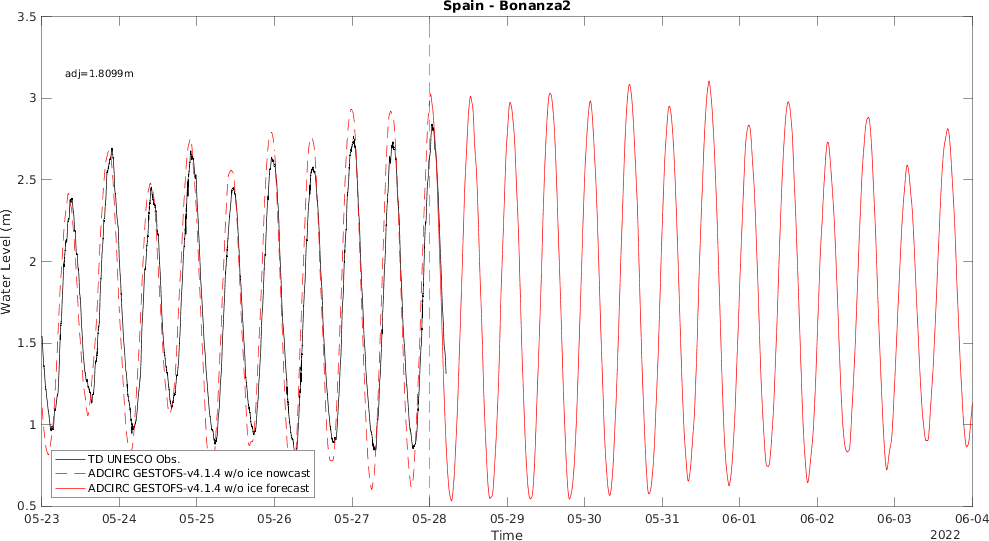 Spain - Bonanza2
3.5
adj=1.8099m
3
2.5
2
1.5
1
0.5
Water Level (m)
TD UNESCO Obs.
ADCIRC GESTOFS-v4.1.4 w/o ice nowcast
ADCIRC GESTOFS-v4.1.4 w/o ice forecast
05-23 05-24 05-25 05-26 05-27 05-28 05-29 05-30 05-31 06-01 06-02 06-03 06-04
Time
2022